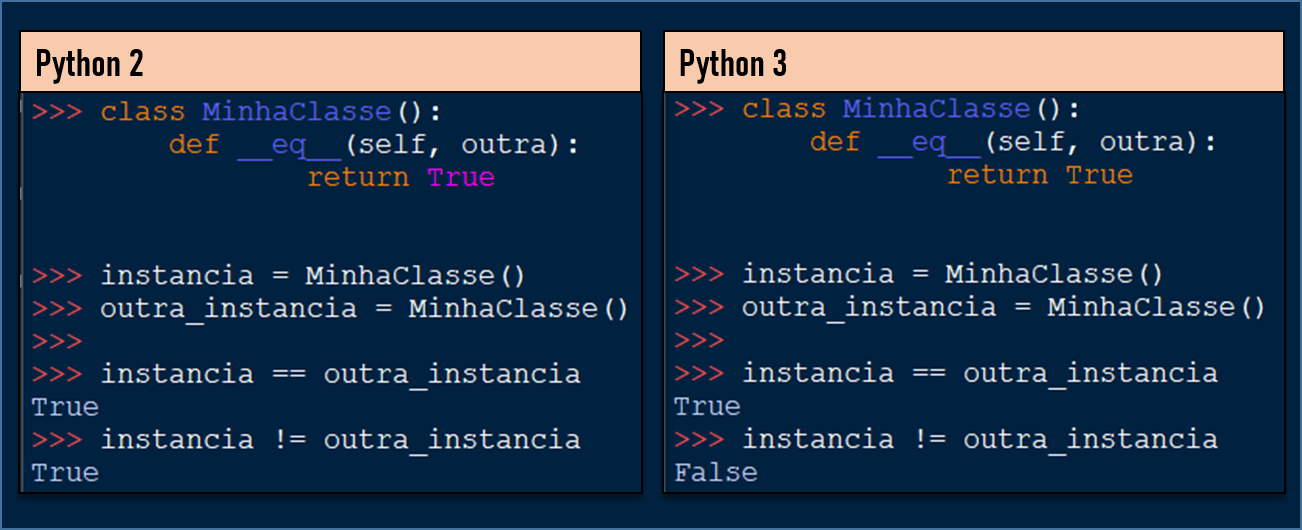 Python 2
>>> class MinhaClasse():
        def __eq__(self, outra):
                return True
>>> instancia = MinhaClasse()
>>> outra_instancia = MinhaClasse()
>>>
>>> instancia == outra_instancia
True
>>> instancia != outra_instancia
True
Python 3
>>> class MinhaClasse():
        def __eq__(self, outra):
                return True
>>> instancia = MinhaClasse()
>>> outra_instancia = MinhaClasse()
>>>
>>> instancia == outra_instancia
True
>>> instancia != outra_instancia
False